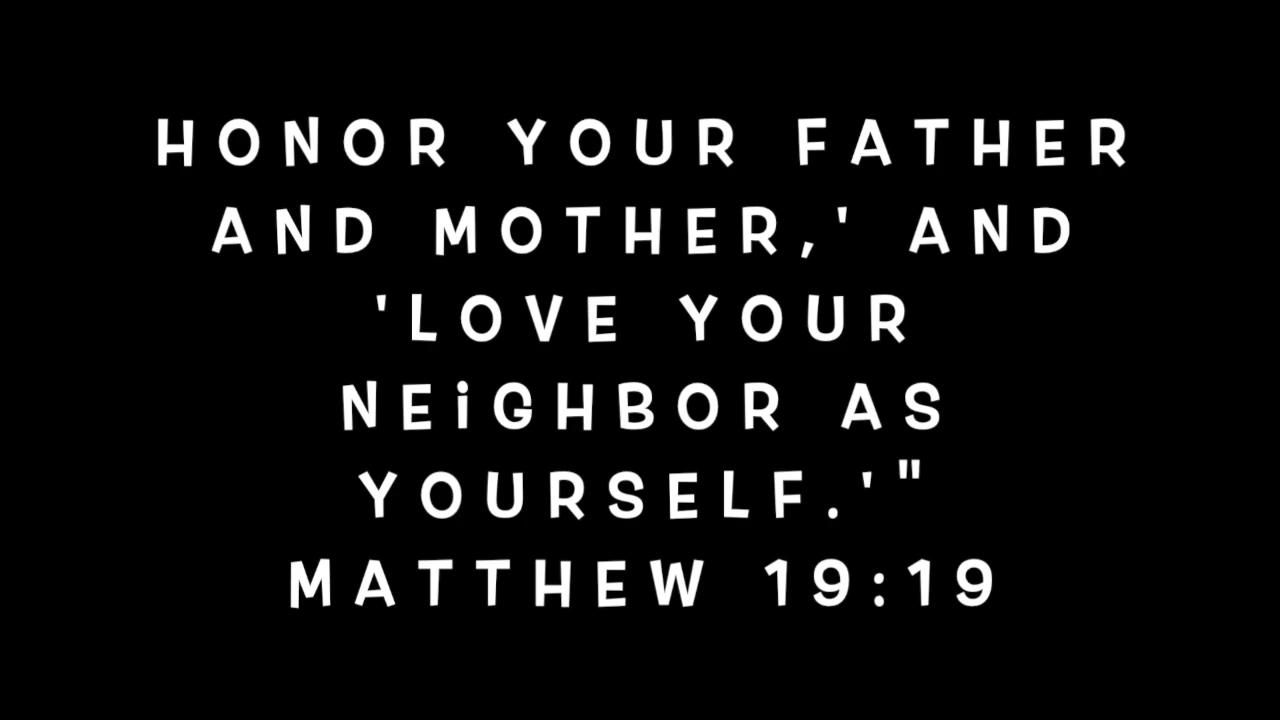 HONOR YOUR FATHER
AND MOTHER,' AND
'LOVE YOUR
NEiGHBOR AS
YOURSELF.'"
MATTHEW 19:19